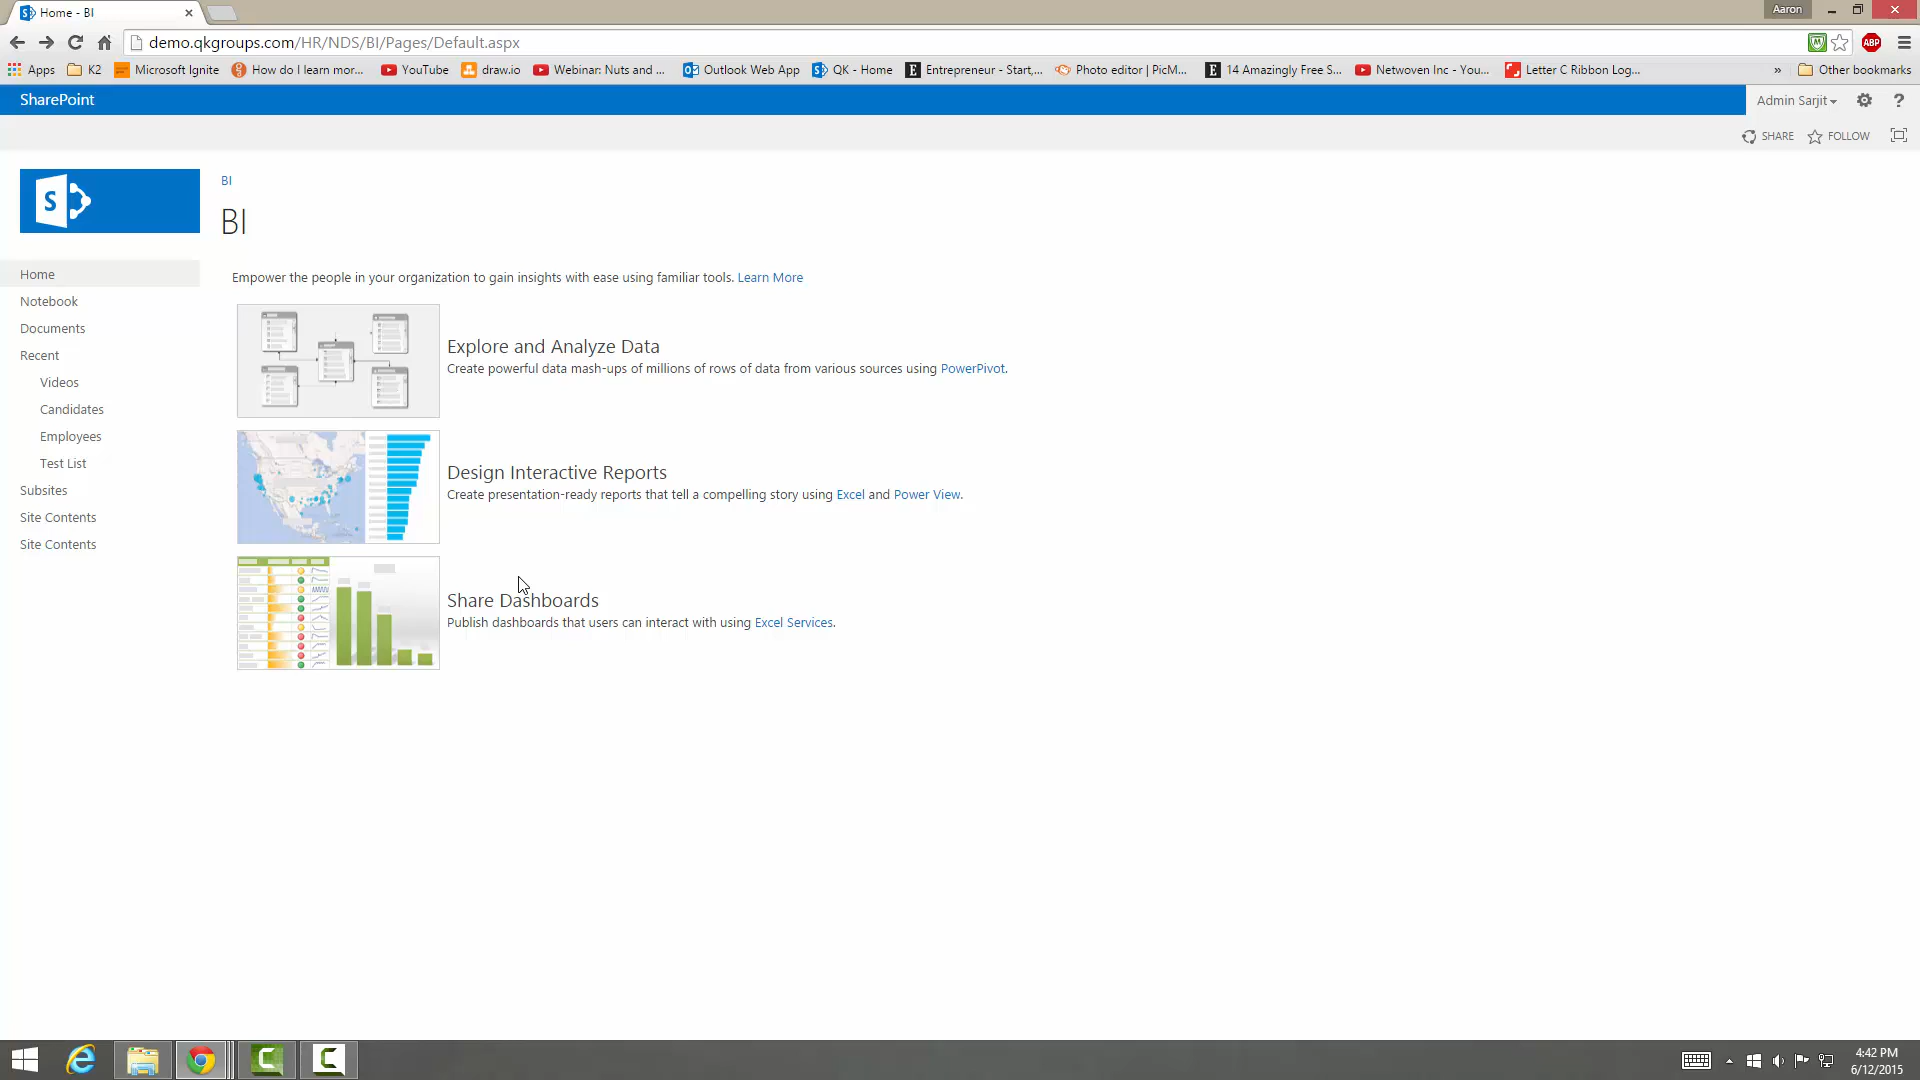 Home - BI
Aaron
demo.qkgroups.com/HR/NDS/BI/Pages/Default.aspx
ABP
Apps K2 Microsoft Ignite How do I learn mor... YouTube draw.io Webinar: Nuts and ... Outlook Web App QK - Home Entrepreneur - Start,... Photo editor | PicM... 14 Amazingly Free S... Netwoven Inc - You... Letter C Ribbon Log... » Other bookmarks
SharePoint
Admin Sarjit
?
SHARE FOLLOW
S
BI
BI
Home
Notebook
Documents
Recent
Videos
Candidates
Employees
Test List
Subsites
Site Contents
Site Contents
Empower the people in your organization to gain insights with ease using familiar tools. Learn More
Explore and Analyze Data
Create powerful data mash-ups of millions of rows of data from various sources using PowerPivot.
Design Interactive Reports
Create presentation-ready reports that tell a compelling story using Excel and Power View.
Share Dashboards
Publish dashboards that users can interact with using Excel Services.
4:42 PM
6/12/2015